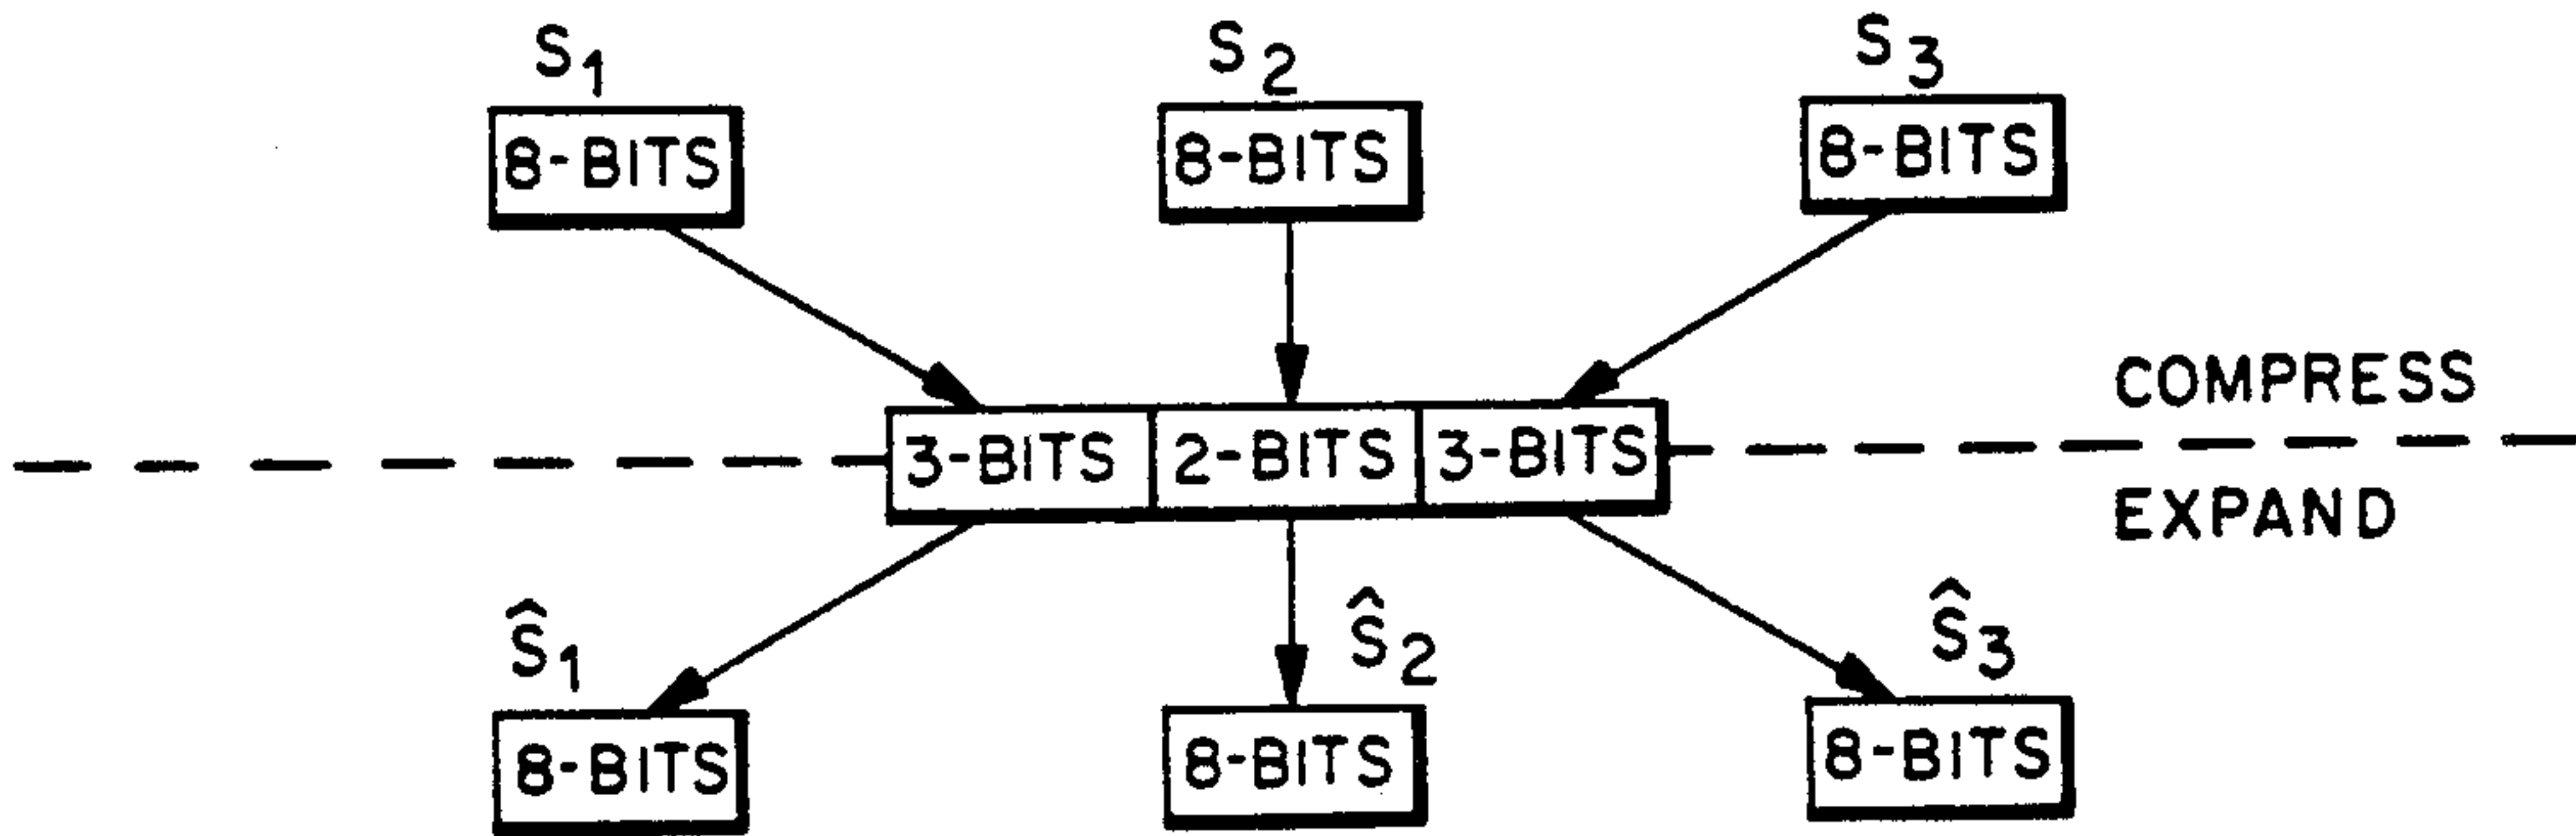 S1 S2 S3
8-BITS 8-BITS 8-BITS
COMPRESS
3-BITS 2-BITS 3-BITS
EXPAND
Ŝ1 Ŝ2 Ŝ3
8-BITS 8-BITS 8-BITS